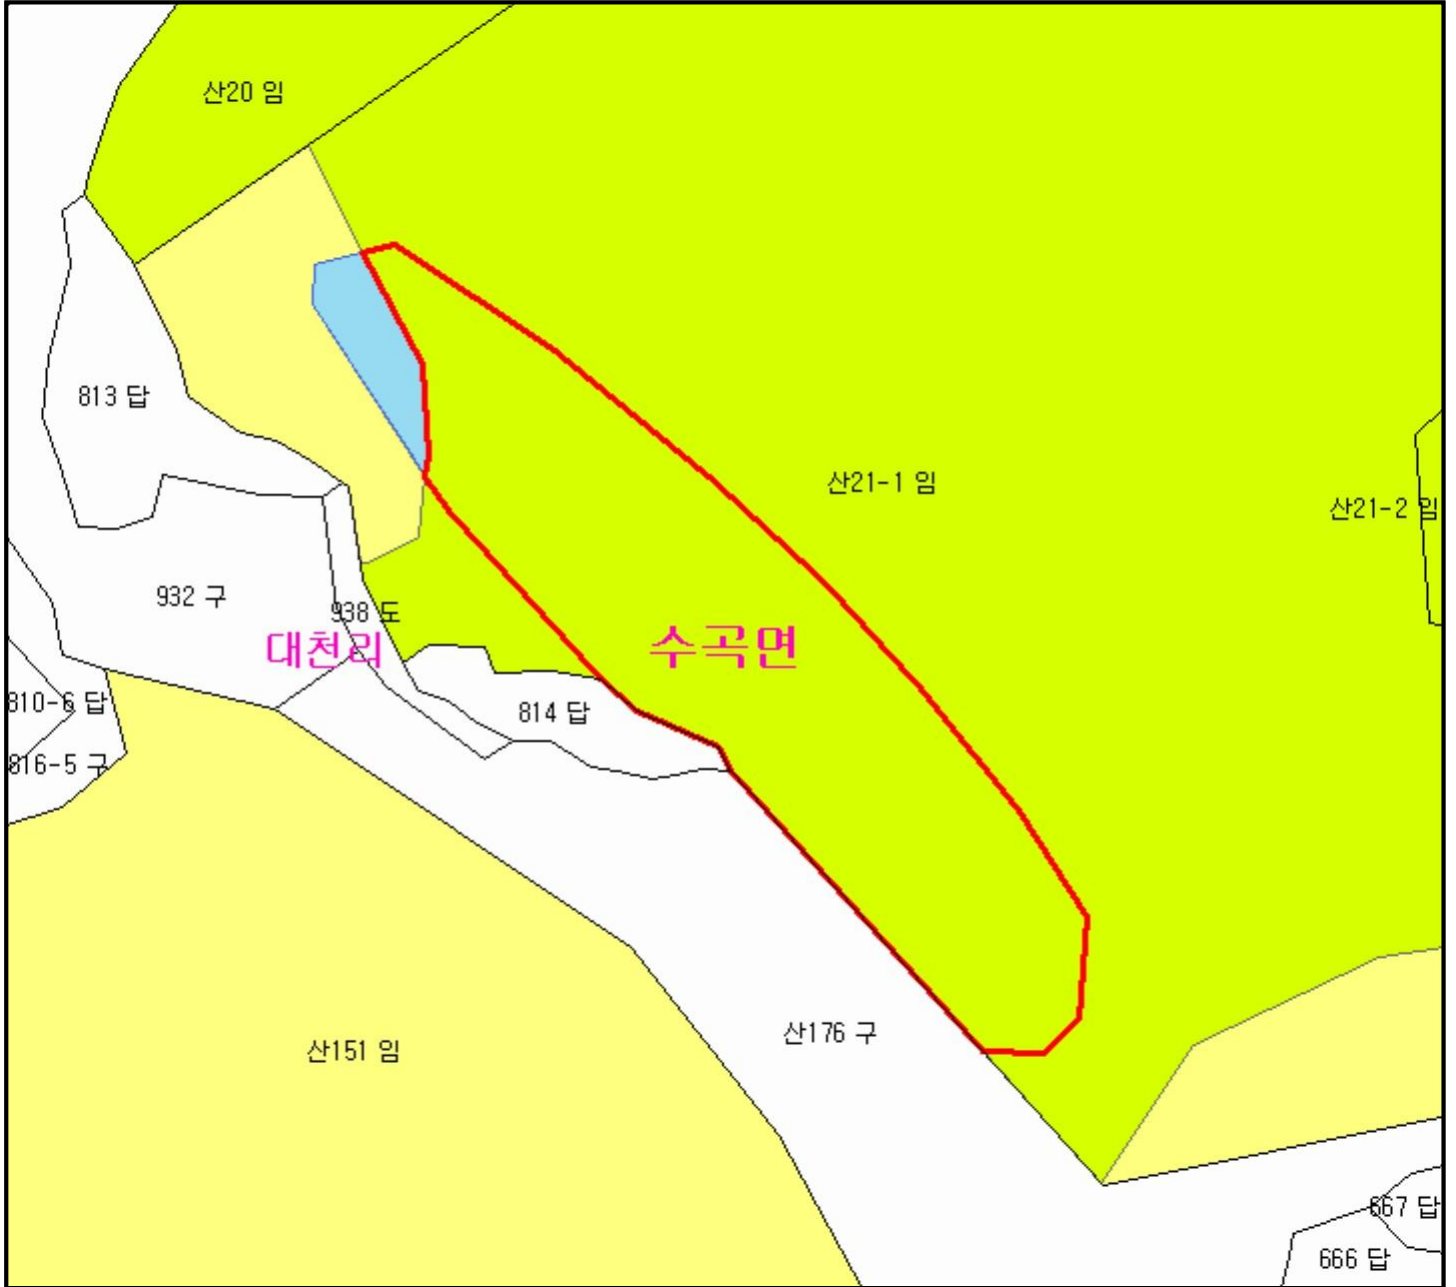 산20 임
813 답
산21-1 임
산21-2 임
932 구
938 도
대천리
수곡면
810-6 답
814 답
816-5 구
산176 구
산151 임
667 답
666 답